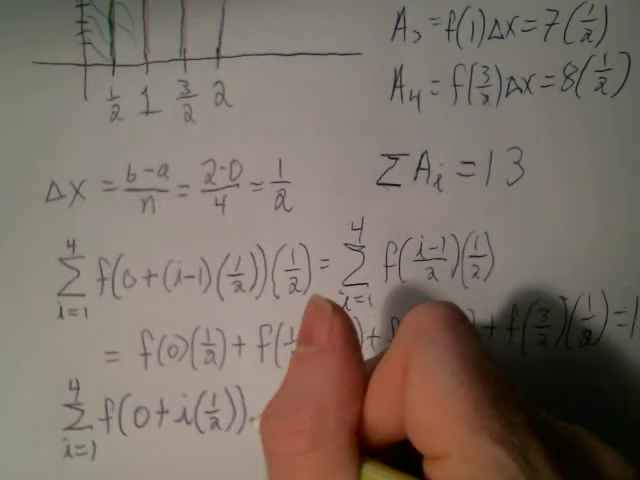 A₃ = f(1)Δx = 7(1/2)
A₄ = f(3/2)Δx = 8(1/2)
1/2 1 3/2 2
Δx = b-a/n = 2-0/4 = 1/2
ΣAᵢ = 13
4 Σ i=1 f(0+(i-1)(1/2))(1/2) = 4 Σ i=1 f(i-1/2)(1/2)
= f(0)(1/2) + f( + + f(3/2)(1/2) =
4 Σ i=1 f(0+i(1/2))